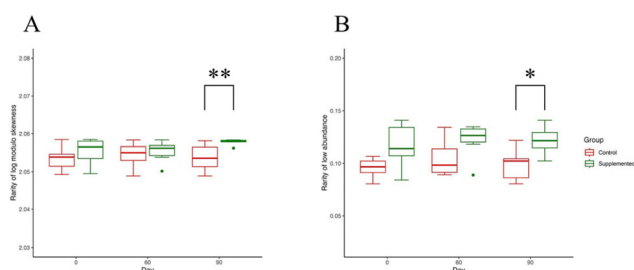 A
B
Rarity of log modulo skewness
2.08
2.07
2.06
2.05
2.04
2.03
**
0
60
90
Day
Rarity of low abundance
0.20
0.15
0.10
0.05
*
0
60
90
Day
Group
Control
Supplemented